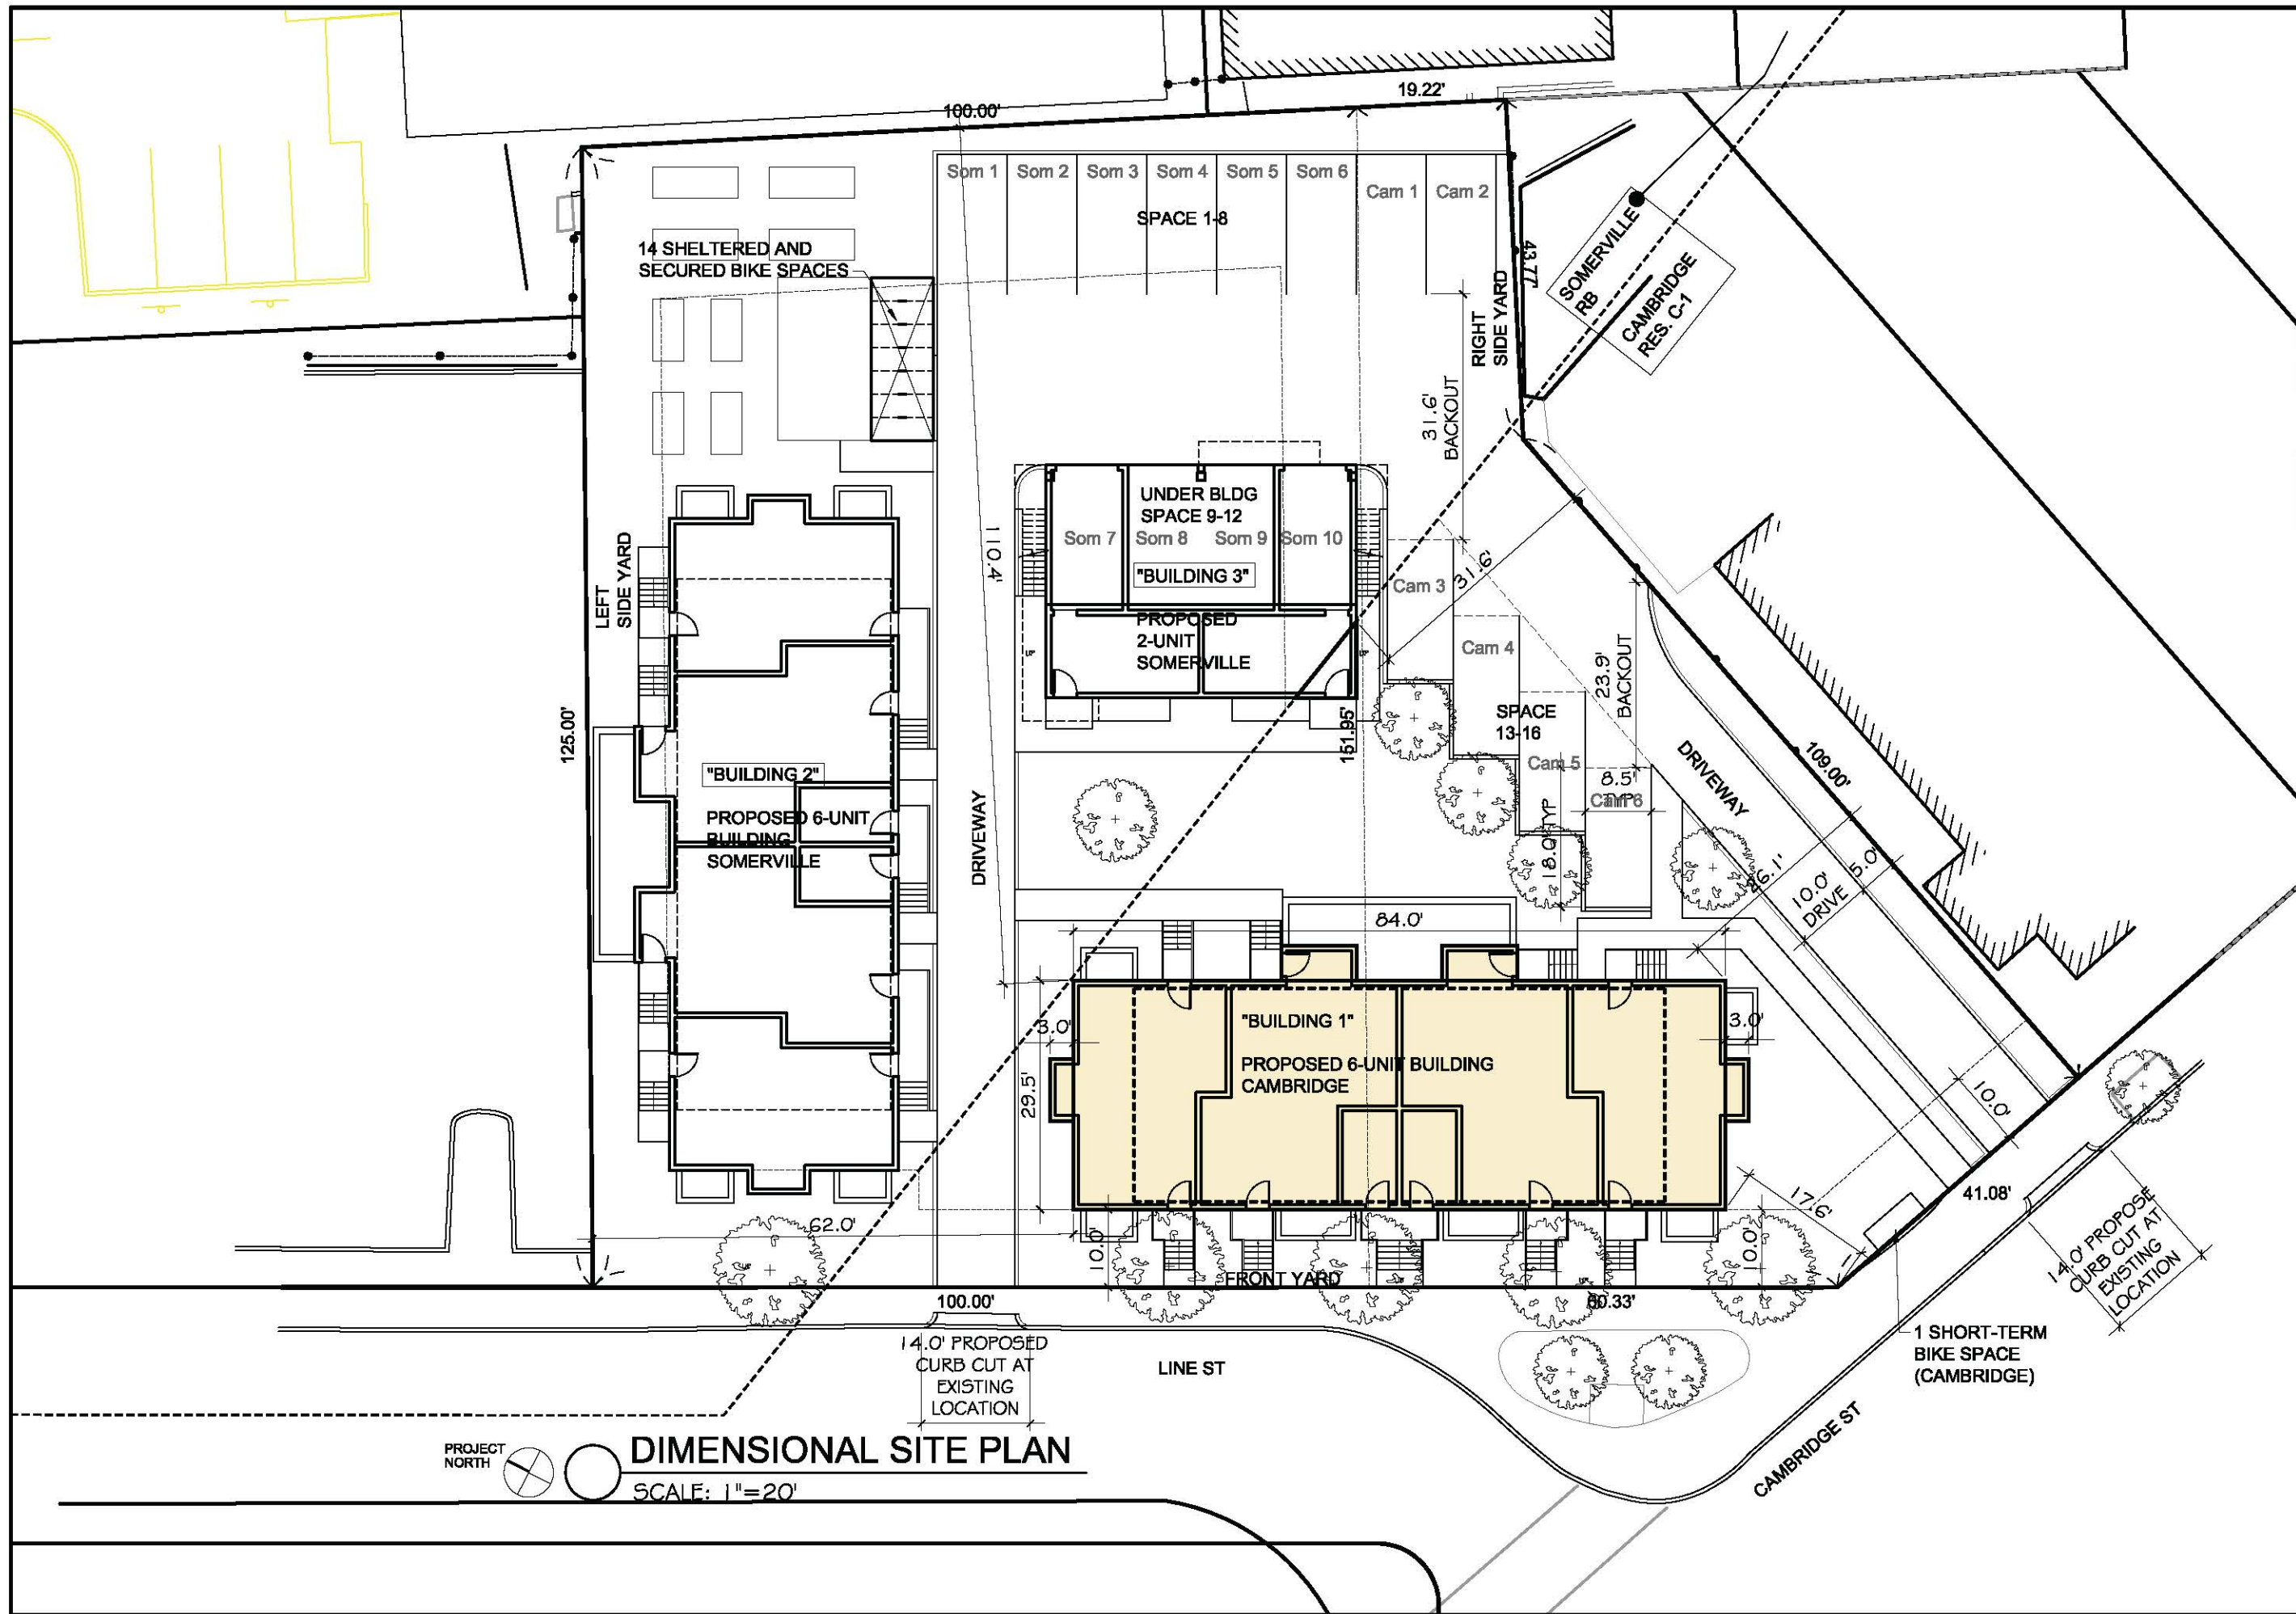 19.22'
100.00'
Som 1
Som 2
Som 3
Som 4
Som 5
Som 6
Cam 1
Cam 2
SPACE 1-8
14 SHELTERED AND
SECURED BIKE SPACES
43.77'
RIGHT
SIDE YARD
SOMERVILLE
RB
CAMBRIDGE
RES. C-1
31.6'
BACKOUT
UNDER BLDG
SPACE 9-12
Som 7
Som 8
Som 9
Som 10
"BUILDING 3"
PROPOSED
2-UNIT
SOMERVILLE
UP
UP
110.4'
LEFT
SIDE YARD
Cam 3
31.6'
Cam 4
23.9'
BACKOUT
SPACE
13-16
Cam 5
8.5'
Cam 6
18.0' TYP
151.95'
125.00'
"BUILDING 2"
PROPOSED 6-UNIT
BUILDING
SOMERVILLE
DRIVEWAY
DRIVEWAY
109.00'
26.1'
10.0'
DRIVE
5.0'
84.0'
"BUILDING 1"
PROPOSED 6-UNIT BUILDING
CAMBRIDGE
3.0'
3.0'
29.5'
10.0'
17.6'
41.08'
62.0'
10.0'
10.0'
FRONT YARD
100.00'
60.33'
14.0' PROPOSED
CURB CUT AT
EXISTING
LOCATION
14.0' PROPOSE
CURB CUT AT
EXISTING
LOCATION
LINE ST
1 SHORT-TERM
BIKE SPACE
(CAMBRIDGE)
CAMBRIDGE ST
PROJECT
NORTH
DIMENSIONAL SITE PLAN
SCALE: 1"=20'